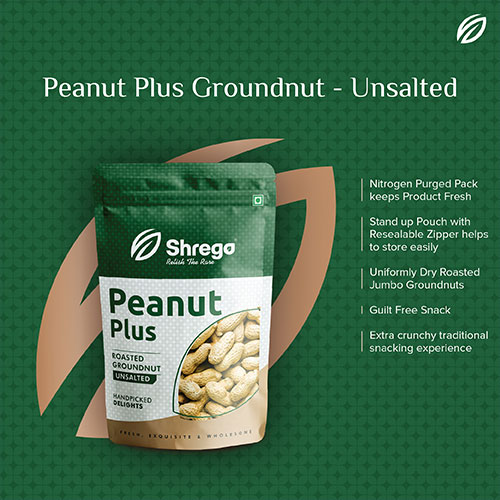 Peanut Plus Groundnut - Unsalted
Shrego
Relish The Rare
Peanut
Plus
ROASTED
GROUNDNUT
UNSALTED
HANDPICKED
DELIGHTS
FRESH, EXQUISITE & WHOLESOME
Nitrogen Purged Pack
keeps Product Fresh
Stand up Pouch with
Resealable Zipper helps
to store easily
Uniformly Dry Roasted
Jumbo Groundnuts
Guilt Free Snack
Extra crunchy traditional
snacking experience